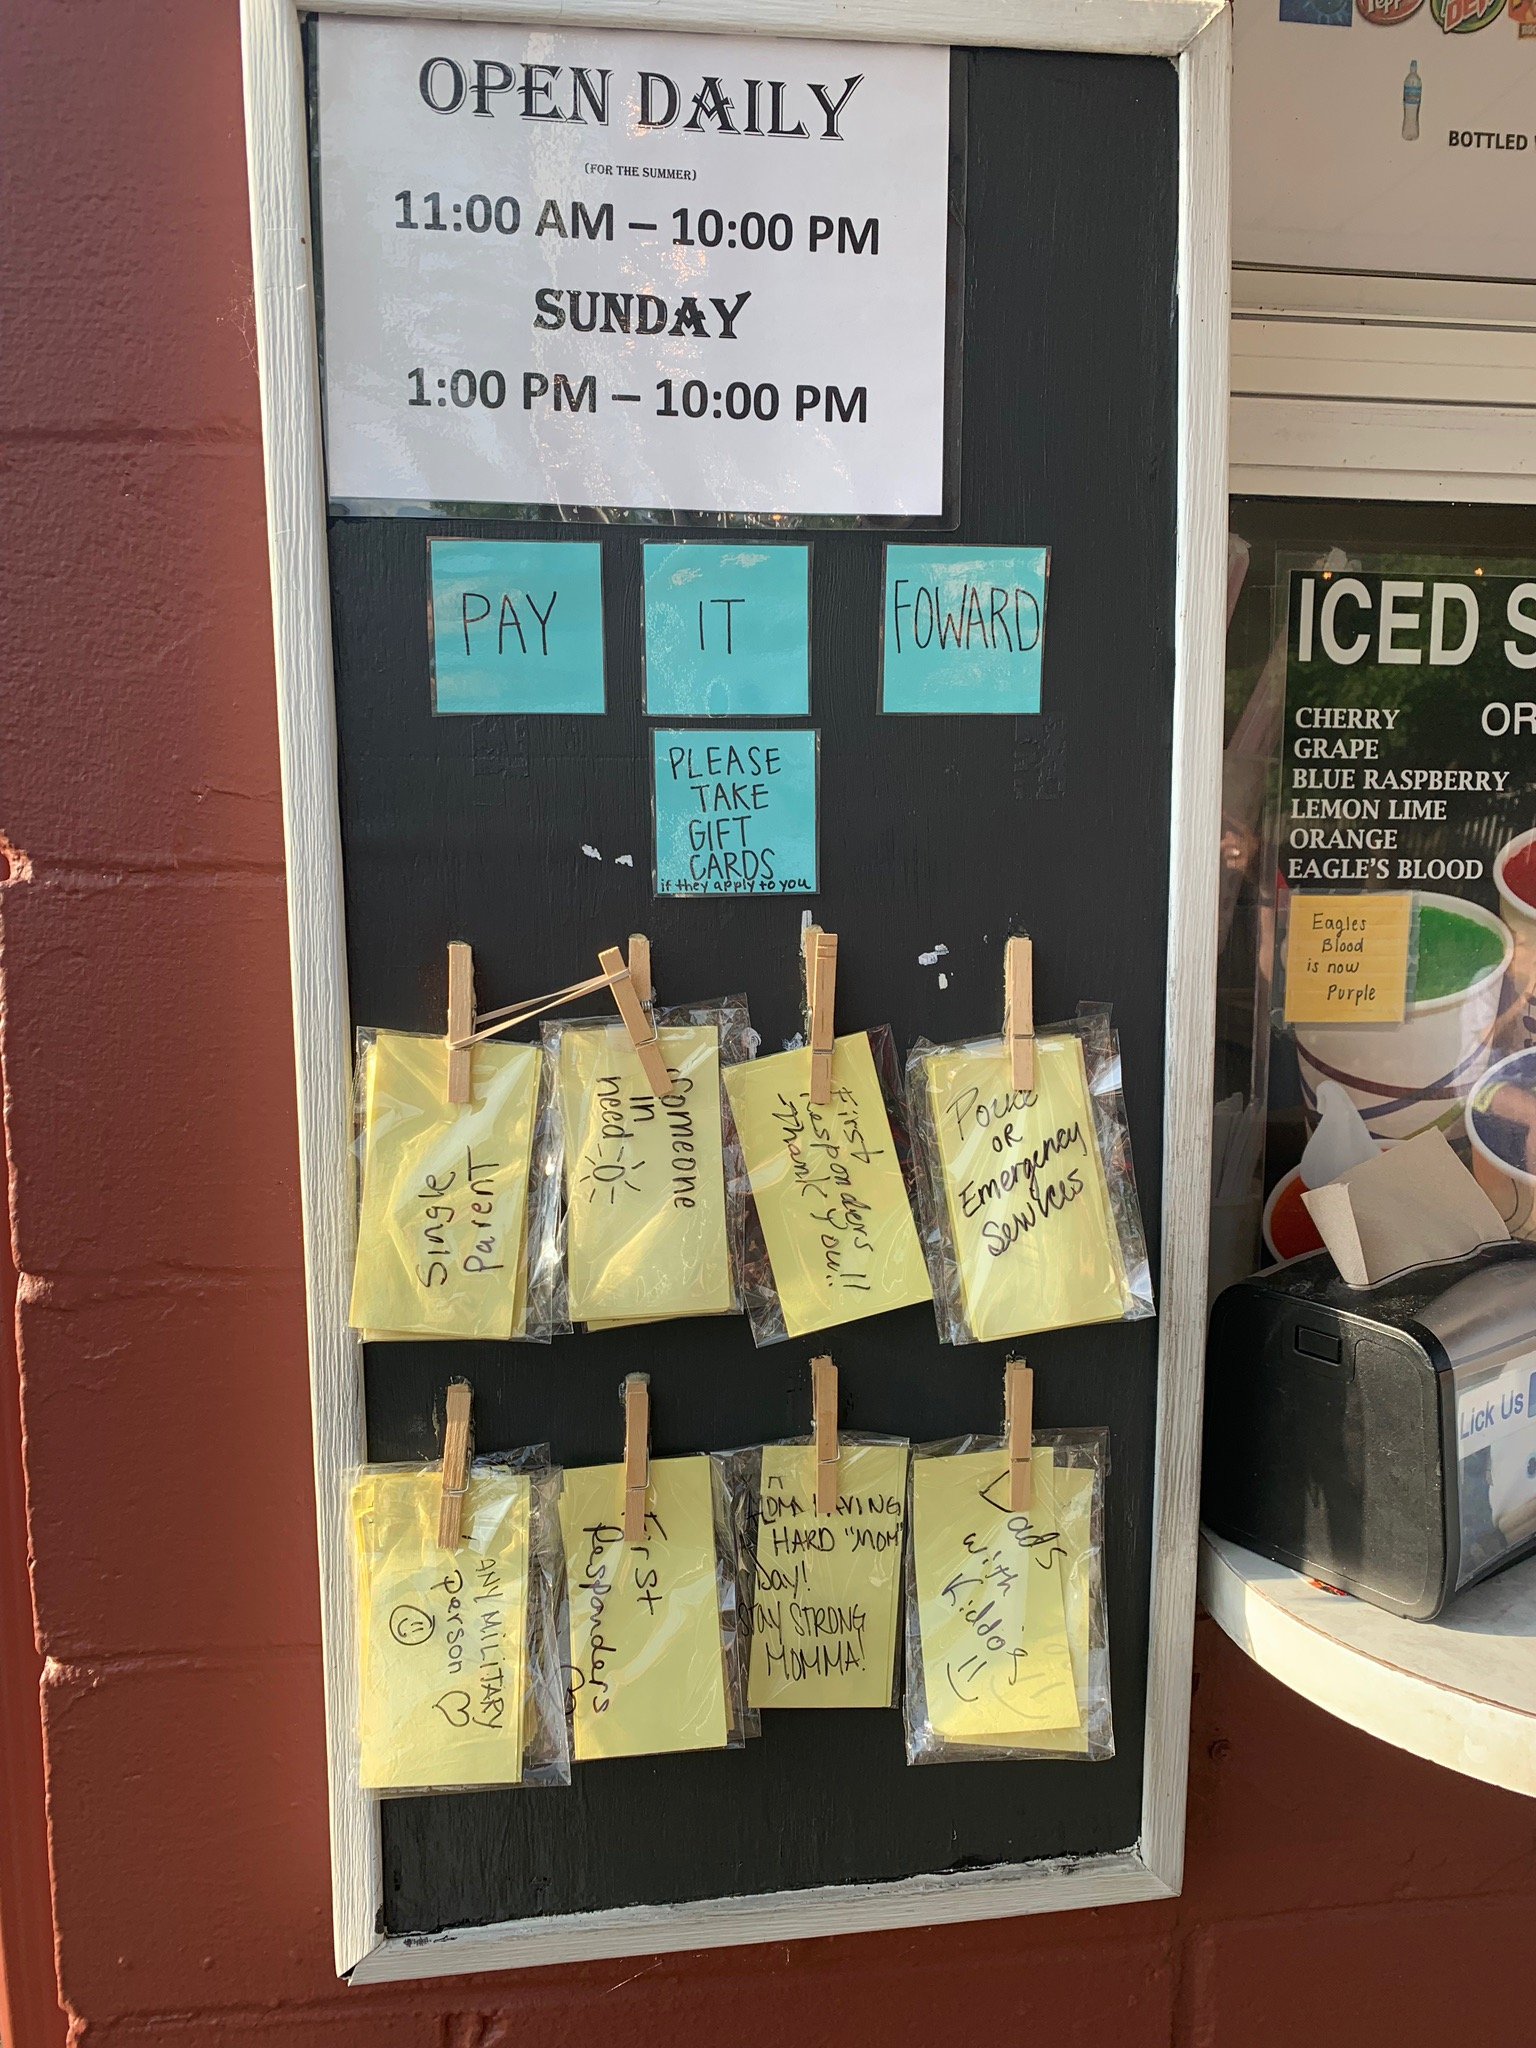 OPEN DAILY
(FOR THE SUMMER)
11:00 AM – 10:00 PM
SUNDAY
1:00 PM – 10:00 PM
PAY IT FOWARD
PLEASE
TAKE
GIFT
CARDS
if they apply to you
Single
Parent
Someone
in
need
First
Responders
-Thank You!!
Police
OR
Emergency
Services
ANY MILITARY
person
First
Responders
HARD "MOM"
Day!
STAY STRONG
MOMMA!
Dads
with
Kiddos
BOTTLED
ICED S
OR
CHERRY
GRAPE
BLUE RASPBERRY
LEMON LIME
ORANGE
EAGLE'S BLOOD
Eagles
Blood
is now
Purple
Lick Us